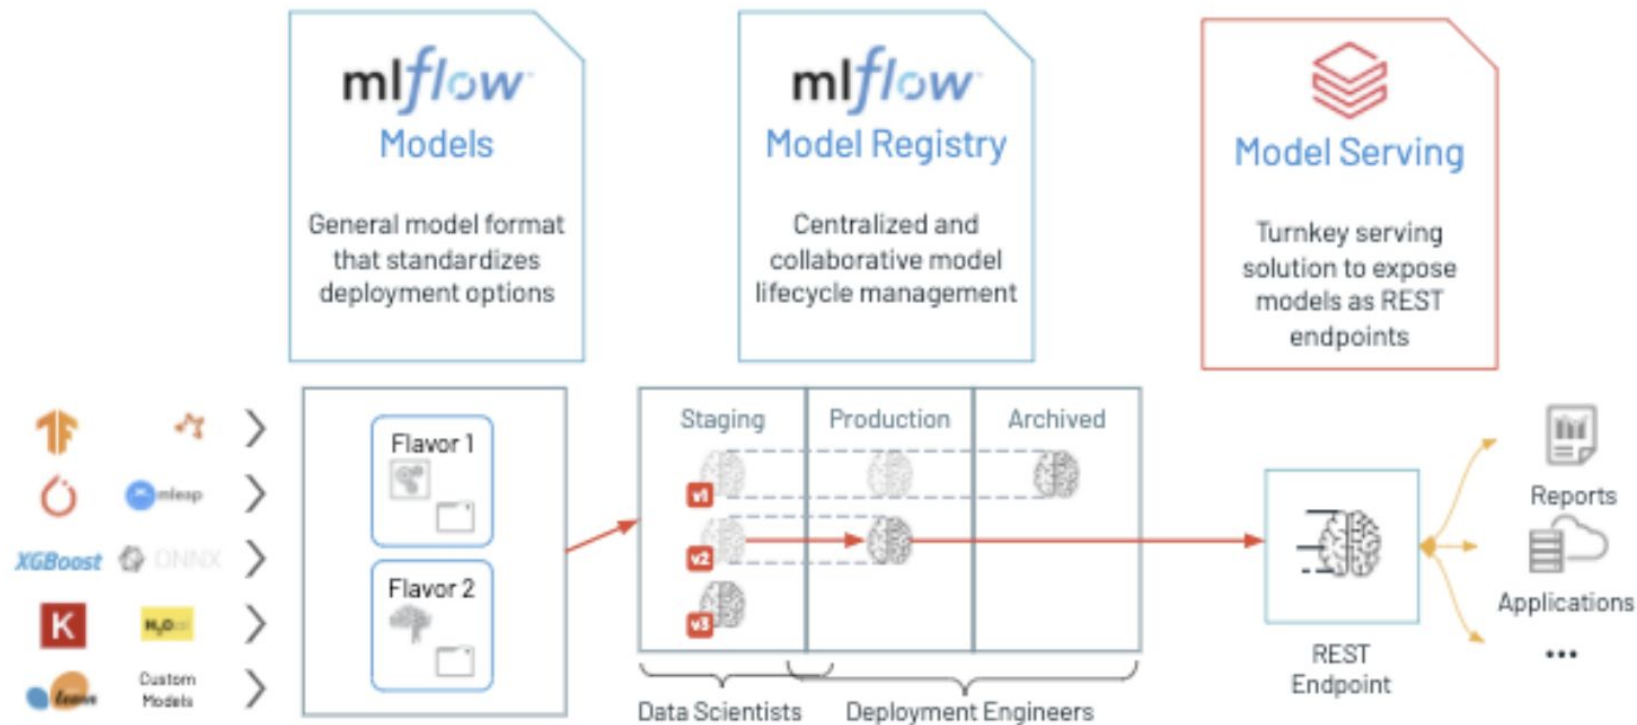 mlflow
Models
General model format
that standardizes
deployment options
mlflow
Model Registry
Centralized and
collaborative model
lifecycle management
Model Serving
Turnkey serving
solution to expose
models as REST
endpoints
mleap
XGBoost
ONNX
K
H2O
learn
Custom
Models
Flavor 1
Flavor 2
Staging
Production
Archived
v1
v2
v3
Data Scientists
Deployment Engineers
REST
Endpoint
Reports
Applications
...